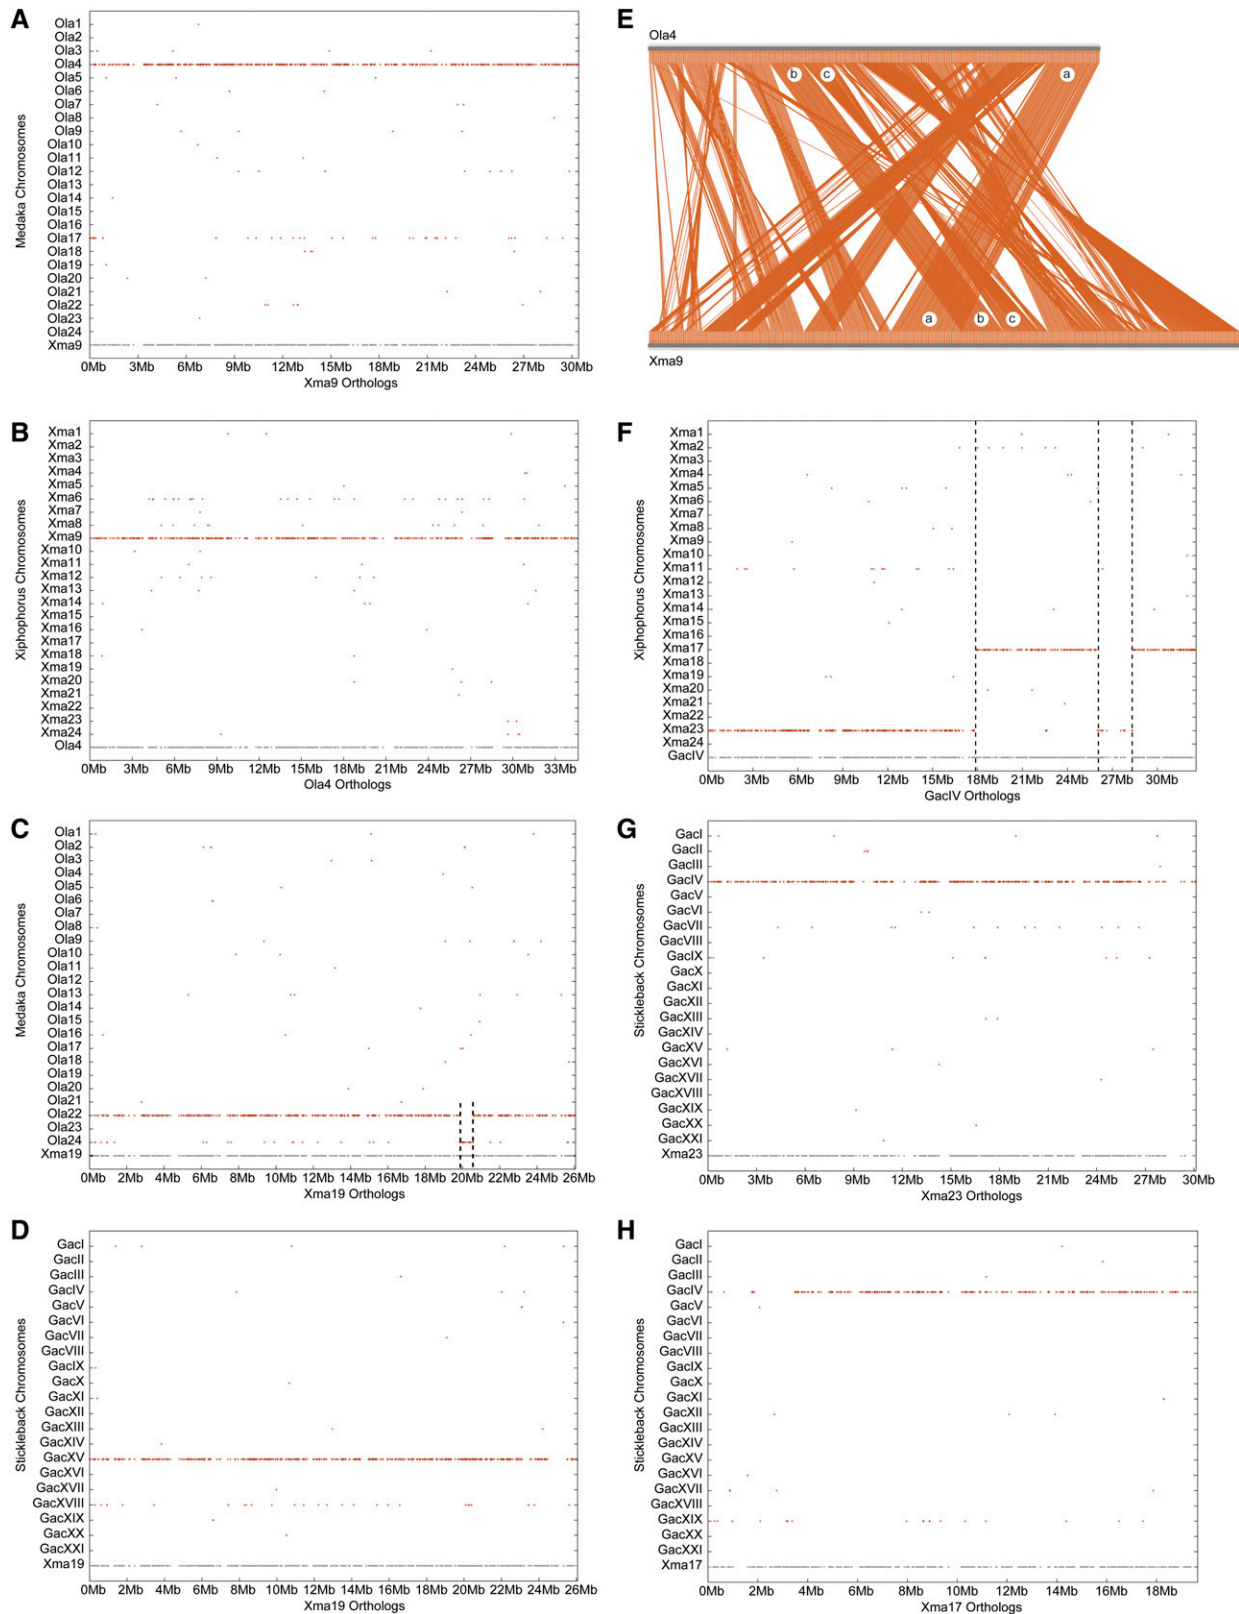 A
Medaka Chromosomes
Ola1
Ola2
Ola3
Ola4
Ola5
Ola6
Ola7
Ola8
Ola9
Ola10
Ola11
Ola12
Ola13
Ola14
Ola15
Ola16
Ola17
Ola18
Ola19
Ola20
Ola21
Ola22
Ola23
Ola24
Xma9
0Mb 3Mb 6Mb 9Mb 12Mb 15Mb 18Mb 21Mb 24Mb 27Mb 30Mb
Xma9 Orthologs
B
Xiphophorus Chromosomes
Xma1
Xma2
Xma3
Xma4
Xma5
Xma6
Xma7
Xma8
Xma9
Xma10
Xma11
Xma12
Xma13
Xma14
Xma15
Xma16
Xma17
Xma18
Xma19
Xma20
Xma21
Xma22
Xma23
Xma24
Ola4
0Mb 3Mb 6Mb 9Mb 12Mb 15Mb 18Mb 21Mb 24Mb 27Mb 30Mb 33Mb
Ola4 Orthologs
C
Medaka Chromosomes
Ola1
Ola2
Ola3
Ola4
Ola5
Ola6
Ola7
Ola8
Ola9
Ola10
Ola11
Ola12
Ola13
Ola14
Ola15
Ola16
Ola17
Ola18
Ola19
Ola20
Ola21
Ola22
Ola23
Ola24
Xma19
0Mb 2Mb 4Mb 6Mb 8Mb 10Mb 12Mb 14Mb 16Mb 18Mb 20Mb 22Mb 24Mb 26Mb
Xma19 Orthologs
D
Stickleback Chromosomes
GacI
GacII
GacIII
GacIV
GacV
GacVI
GacVII
GacVIII
GacIX
GacX
GacXI
GacXII
GacXIII
GacXIV
GacXV
GacXVI
GacXVII
GacXVIII
GacXIX
GacXX
GacXXI
Xma19
0Mb 2Mb 4Mb 6Mb 8Mb 10Mb 12Mb 14Mb 16Mb 18Mb 20Mb 22Mb 24Mb 26Mb
Xma19 Orthologs
E
Ola4
b c a
a b c
Xma9
F
Xiphophorus Chromosomes
Xma1
Xma2
Xma3
Xma4
Xma5
Xma6
Xma7
Xma8
Xma9
Xma10
Xma11
Xma12
Xma13
Xma14
Xma15
Xma16
Xma17
Xma18
Xma19
Xma20
Xma21
Xma22
Xma23
Xma24
GacIV
0Mb 3Mb 6Mb 9Mb 12Mb 15Mb 18Mb 21Mb 24Mb 27Mb 30Mb
GacIV Orthologs
G
Stickleback Chromosomes
GacI
GacII
GacIII
GacIV
GacV
GacVI
GacVII
GacVIII
GacIX
GacX
GacXI
GacXII
GacXIII
GacXIV
GacXV
GacXVI
GacXVII
GacXVIII
GacXIX
GacXX
GacXXI
Xma23
0Mb 3Mb 6Mb 9Mb 12Mb 15Mb 18Mb 21Mb 24Mb 27Mb 30Mb
Xma23 Orthologs
H
Stickleback Chromosomes
GacI
GacII
GacIII
GacIV
GacV
GacVI
GacVII
GacVIII
GacIX
GacX
GacXI
GacXII
GacXIII
GacXIV
GacXV
GacXVI
GacXVII
GacXVIII
GacXIX
GacXX
GacXXI
Xma17
0Mb 2Mb 4Mb 6Mb 8Mb 10Mb 12Mb 14Mb 16Mb 18Mb
Xma17 Orthologs